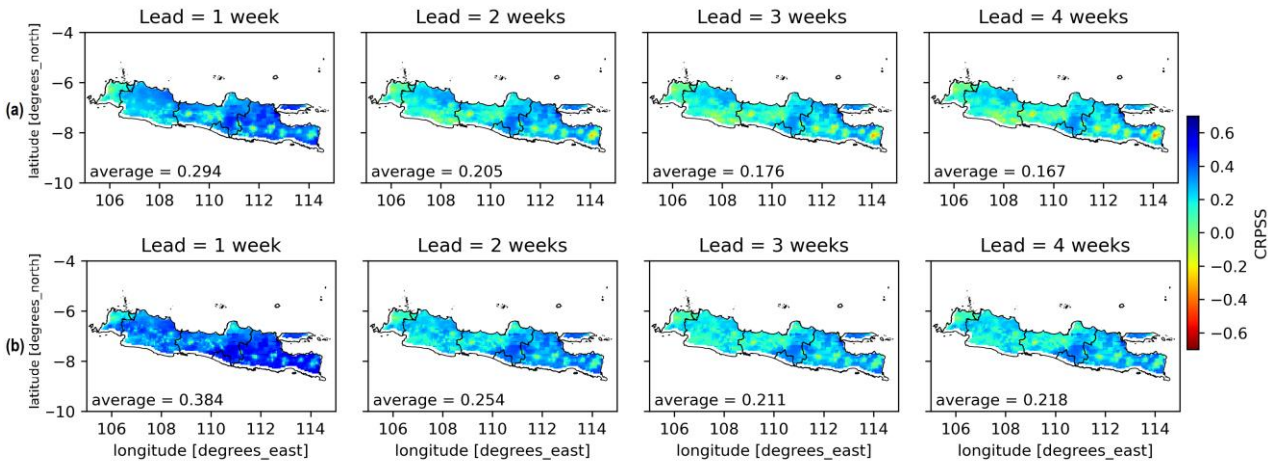 Lead = 1 week
Lead = 2 weeks
Lead = 3 weeks
Lead = 4 weeks
(a)
latitude [degrees_north]
−4
−6
−8
−10
average = 0.294
average = 0.205
average = 0.176
average = 0.167
106 108 110 112 114
106 108 110 112 114
106 108 110 112 114
106 108 110 112 114
Lead = 1 week
Lead = 2 weeks
Lead = 3 weeks
Lead = 4 weeks
(b)
latitude [degrees_north]
−4
−6
−8
−10
average = 0.384
average = 0.254
average = 0.211
average = 0.218
106 108 110 112 114
106 108 110 112 114
106 108 110 112 114
106 108 110 112 114
longitude [degrees_east]
longitude [degrees_east]
longitude [degrees_east]
longitude [degrees_east]
0.6
0.4
0.2
0.0
−0.2
−0.4
−0.6
CRPSS